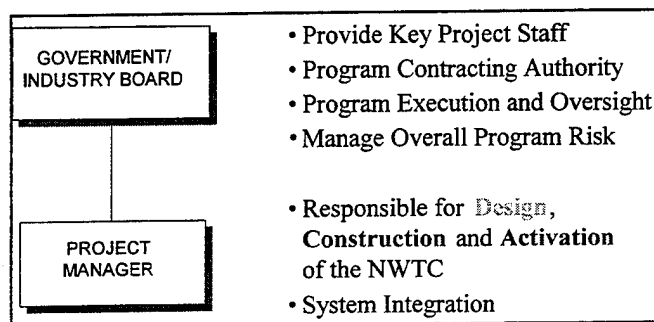 GOVERNMENT/
INDUSTRY BOARD
• Provide Key Project Staff
• Program Contracting Authority
• Program Execution and Oversight
• Manage Overall Program Risk
PROJECT
MANAGER
• Responsible for Design,
Construction and Activation
of the NWTC
• System Integration